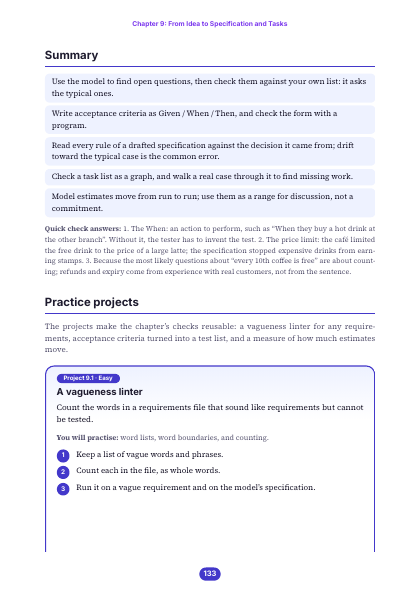 Chapter 9: From Idea to Specification and Tasks
Summary
Use the model to find open questions, then check them against your own list: it asks
the typical ones.
Write acceptance criteria as Given / When / Then, and check the form with a
program.
Read every rule of a drafted specification against the decision it came from; drift
toward the typical case is the common error.
Check a task list as a graph, and walk a real case through it to find missing work.
Model estimates move from run to run; use them as a range for discussion, not a
commitment.
Quick check answers: 1. The When: an action to perform, such as “When they buy a hot drink at
the other branch”. Without it, the tester has to invent the test. 2. The price limit: the café limited
the free drink to the price of a large latte; the specification stopped expensive drinks from earn-
ing stamps. 3. Because the most likely questions about “every 10th coffee is free” are about count-
ing; refunds and expiry come from experience with real customers, not from the sentence.
Practice projects
The projects make the chapter’s checks reusable: a vagueness linter for any require-
ments, acceptance criteria turned into a test list, and a measure of how much estimates
move.
Project 9.1 · Easy
A vagueness linter
Count the words in a requirements file that sound like requirements but cannot
be tested.
You will practise: word lists, word boundaries, and counting.
1 Keep a list of vague words and phrases.
2 Count each in the file, as whole words.
3 Run it on a vague requirement and on the model’s specification.
133